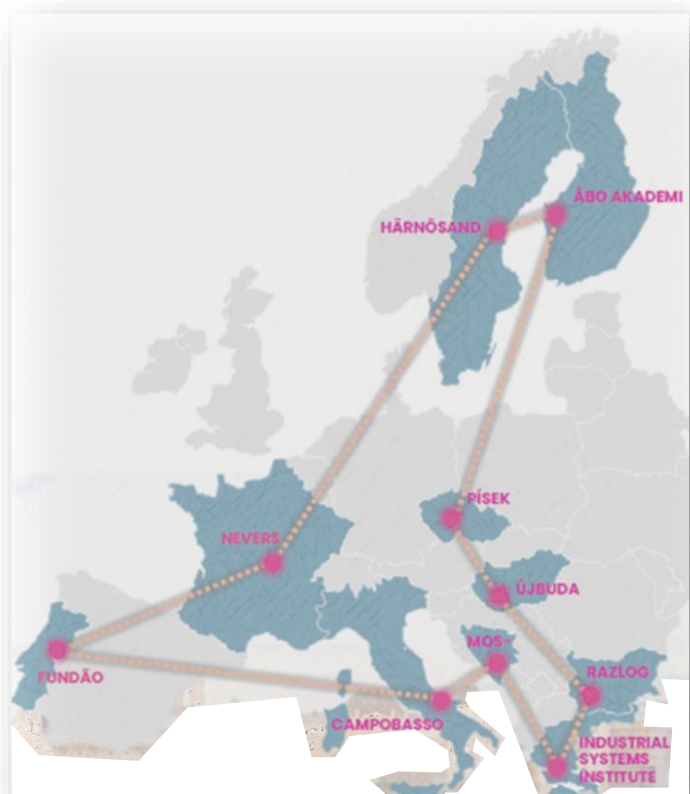 ÅBO AKADEMI
HÄRNÖSAND
PÍSEK
NEVERS
ÚJBUDA
MOS-
RAZLOG
FUNDÃO
CAMPOBASSO
INDUSTRIAL
SYSTEMS
INSTITUTE